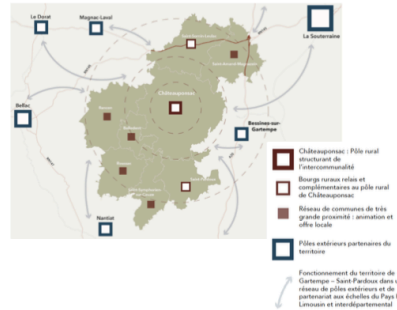 Le Dorat
Magnac-Laval
La Souterraine
Châteauponsac
Bellac
Bessines-sur-
Gartempe
Nantiat
Châteauponsac : Pôle rural
structurant de
l'intercommunalité
Bourgs ruraux relais et
complémentaires au pôle rural
de Châteauponsac
Réseau de communes de très
grande proximité : animation et
offre locale
Pôles extérieurs partenaires du
territoire
Fonctionnement du territoire de
Gartempe – Saint-Pardoux dans u
réseau de pôles extérieurs et de
partenariat aux échelles du Pays
Limousin et interdépartemental